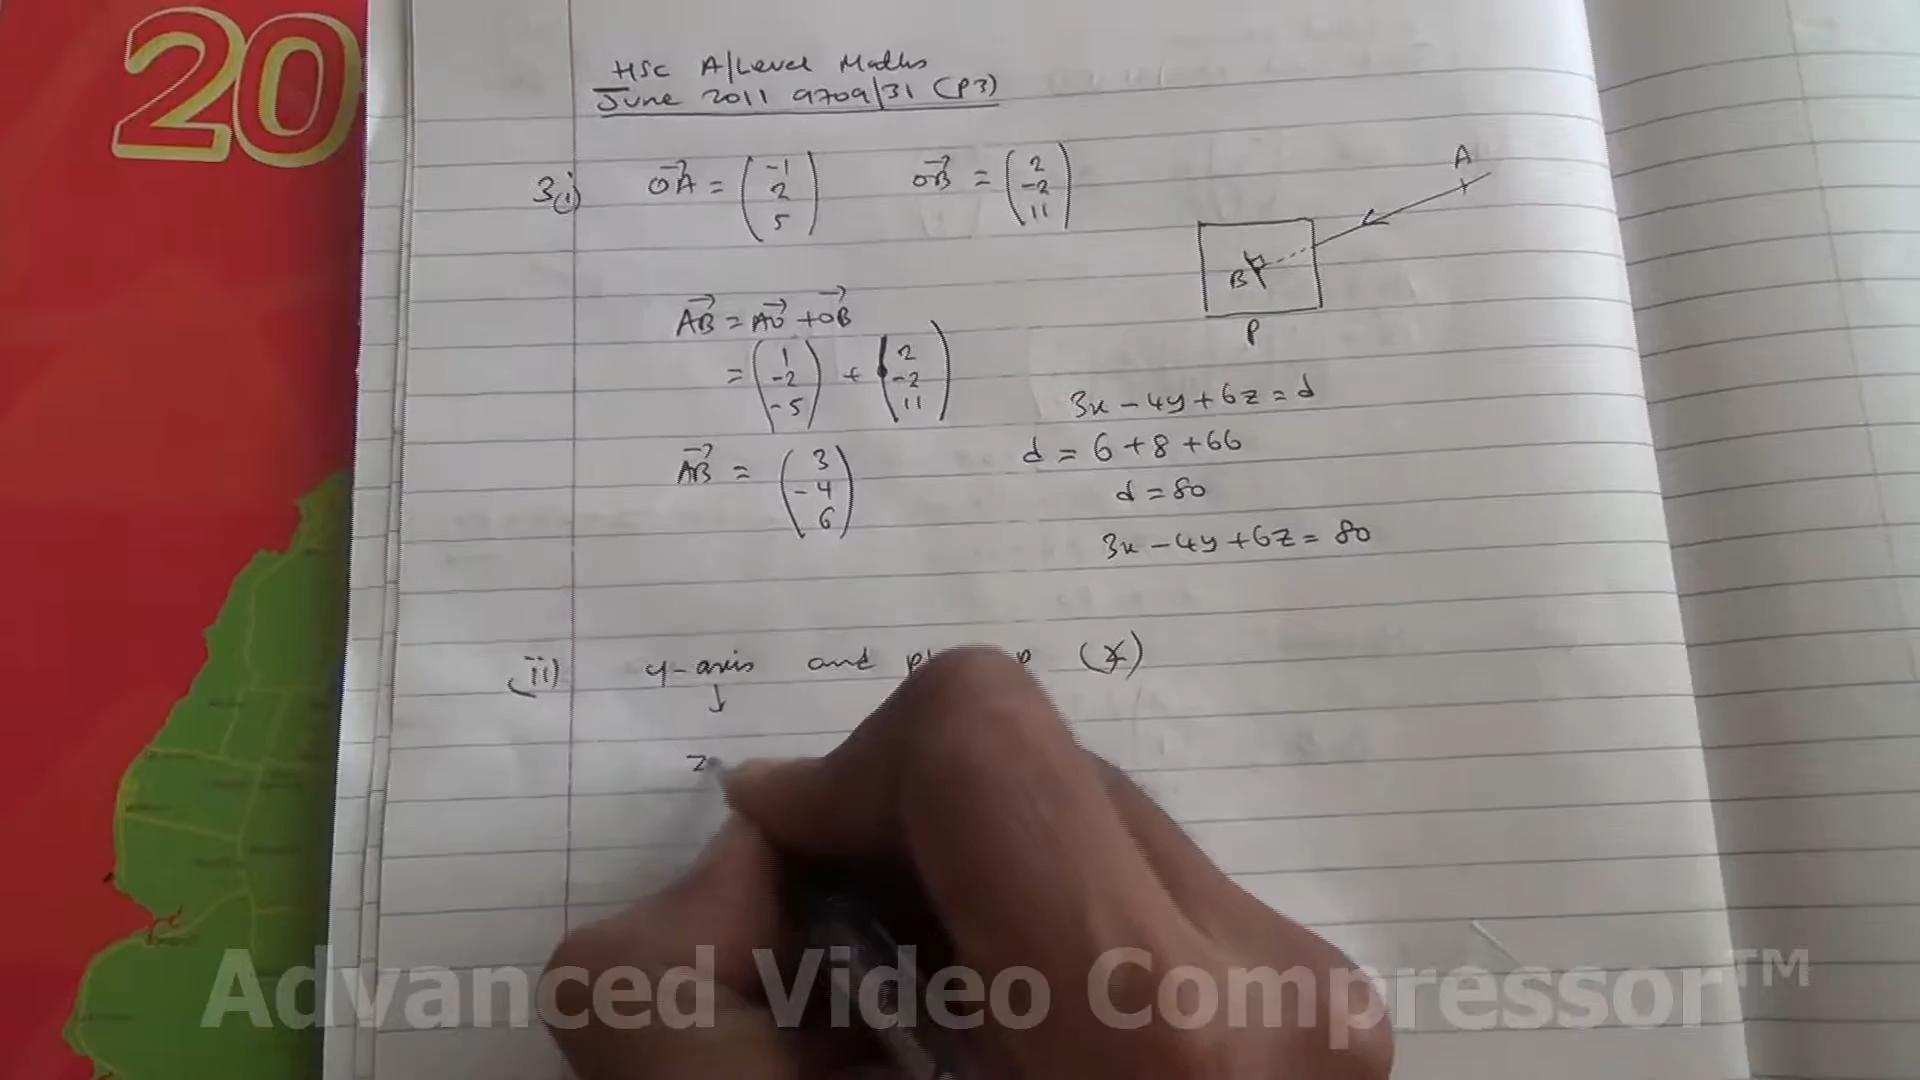 20
HSC A/Level Maths
June 2011 9709/31 (P3)
3(i) OA→ = (-1 2 5) OB→ = (2 -2 11)
A
B
P
AB→ = AO→ + OB→
= (1 -2 -5) + (2 -2 11)
AB→ = (3 -4 6)
3x - 4y + 6z = d
d = 6 + 8 + 66
d = 80
3x - 4y + 6z = 80
(ii) y-axis and P
↓
Advanced Video Compressor™